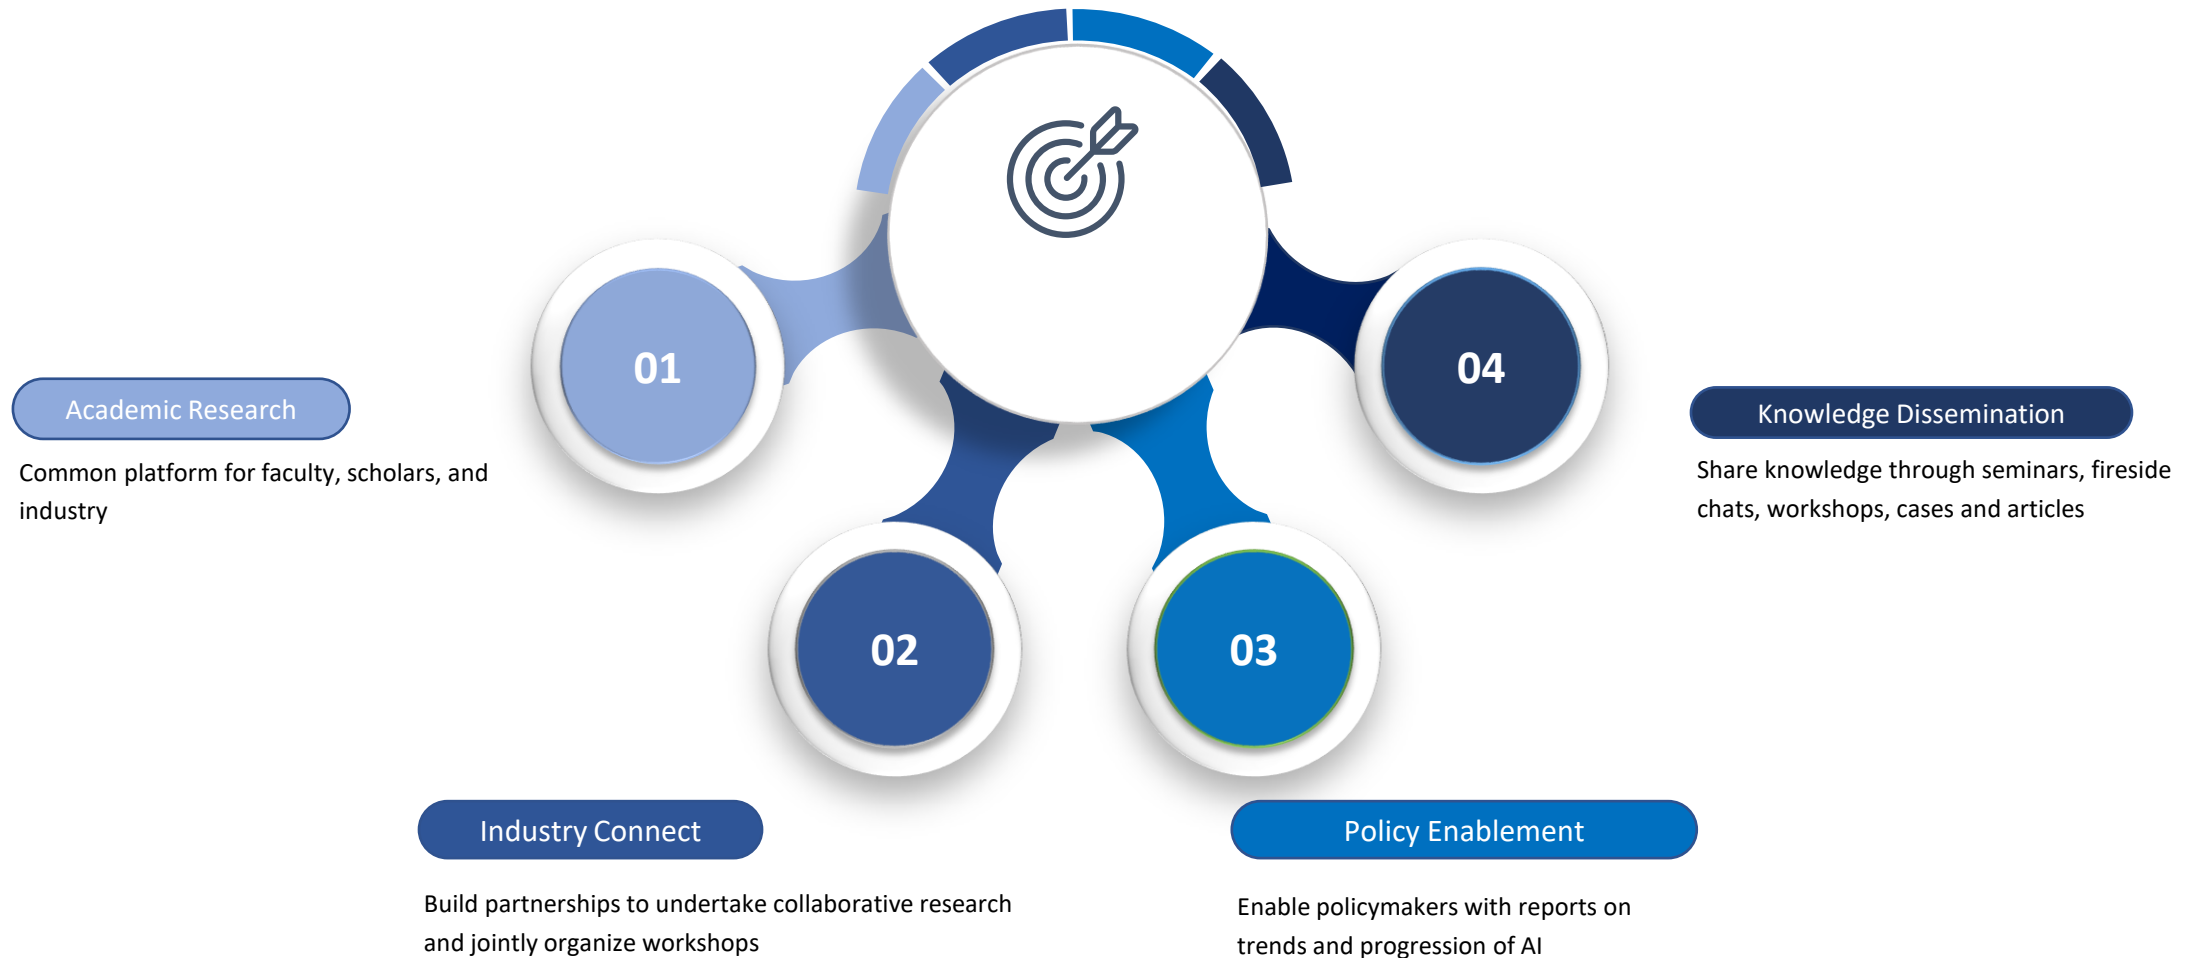 01
Academic Research
Common platform for faculty, scholars, and
industry
02
Industry Connect
Build partnerships to undertake collaborative research
and jointly organize workshops
03
Policy Enablement
Enable policymakers with reports on
trends and progression of AI
04
Knowledge Dissemination
Share knowledge through seminars, fireside
chats, workshops, cases and articles